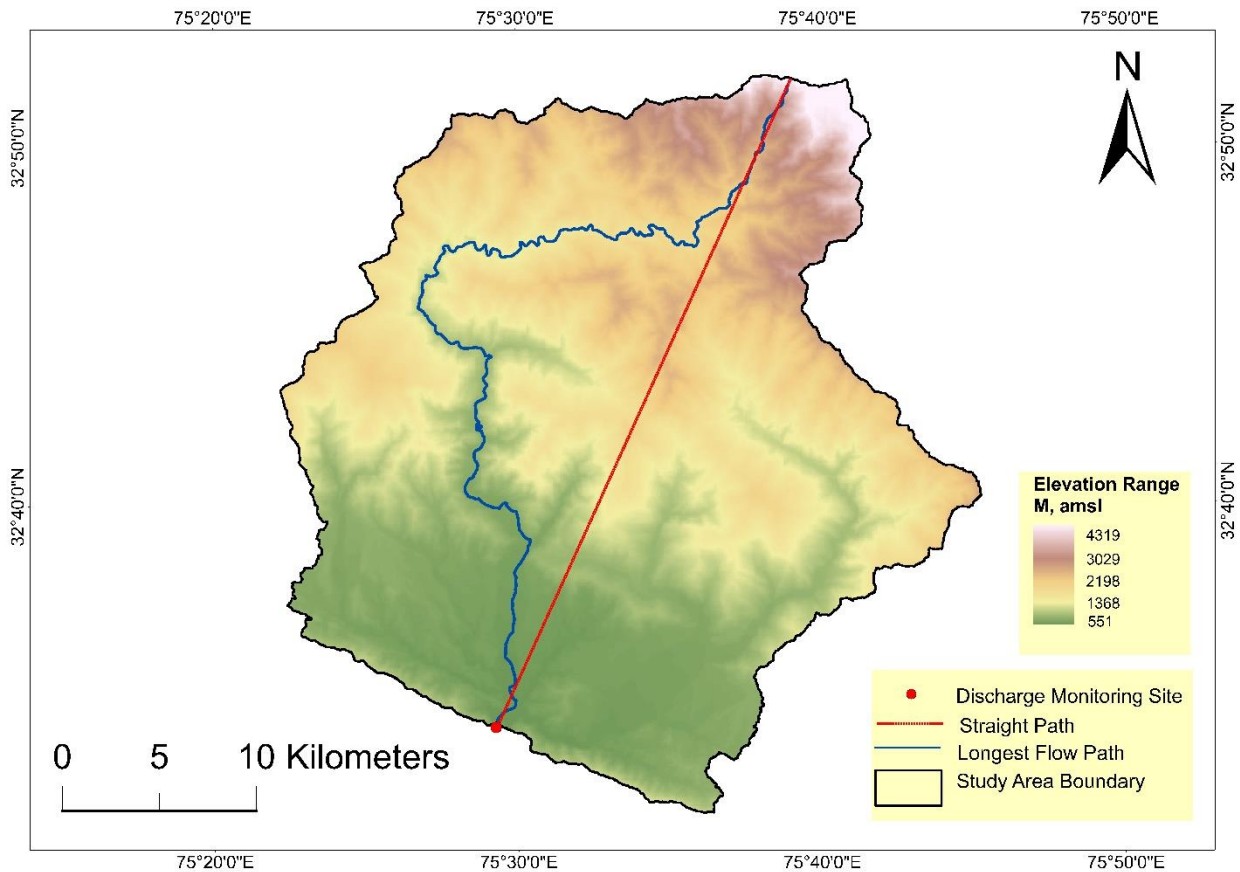 75°20'0"E 75°30'0"E 75°40'0"E 75°50'0"E
N
32°50'0"N 32°50'0"N
32°40'0"N 32°40'0"N
Elevation Range
M, amsl
4319
3029
2198
1368
551
Discharge Monitoring Site
Straight Path
Longest Flow Path
Study Area Boundary
0 5 10 Kilometers
75°20'0"E 75°30'0"E 75°40'0"E 75°50'0"E